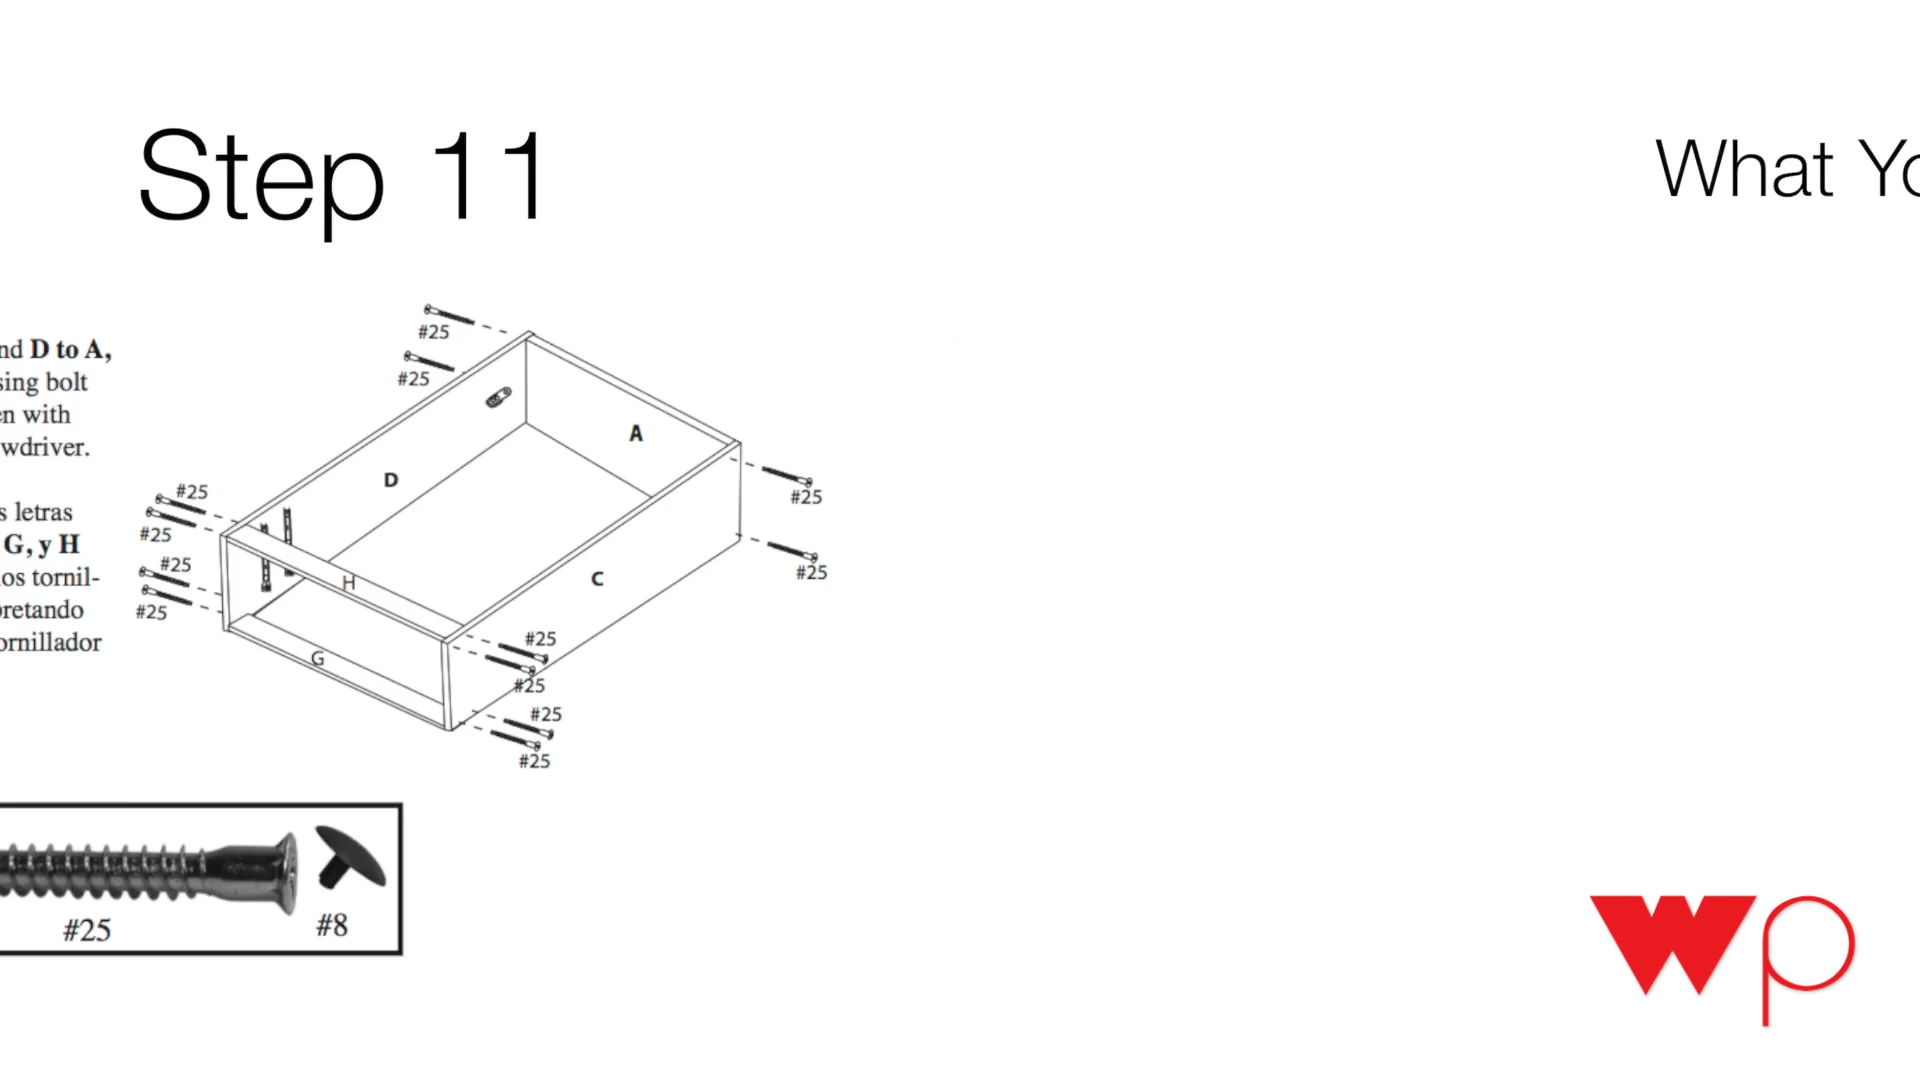 Step 11
What Yo
nd D to A,
sing bolt
en with
wdriver.
s letras
G, y H
os tornil-
pretando
ornillador
#25
#25
A
D
#25
#25
#25
#25
#25
#25
H
C
G
#25
#25
#25
#25
#25
#8
wp